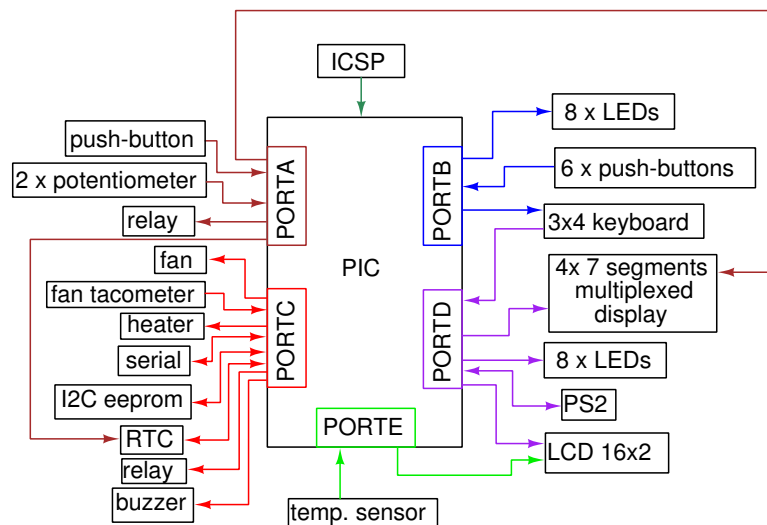 ICSP
8 x LEDs
push-button
6 x push-buttons
2 x potentiometer
PORTA
PORTB
relay
3x4 keyboard
fan
PIC
4x 7 segments
multiplexed
display
fan tacometer
PORTC
PORTD
heater
serial
8 x LEDs
I2C eeprom
PS2
PORTE
RTC
LCD 16x2
relay
buzzer
temp. sensor